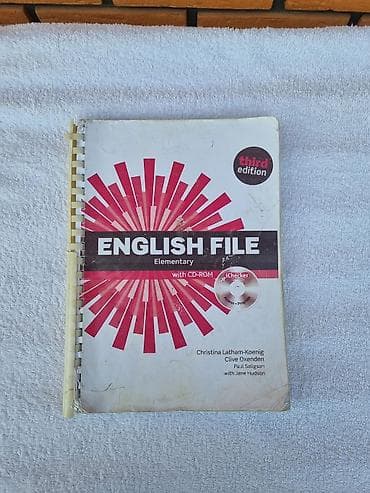 third
edition
ENGLISH FILE
Elementary
with CD-ROM
iChecker
Christina Latham-Koenig
Clive Oxenden
Paul Seligson
with Jane Hudson